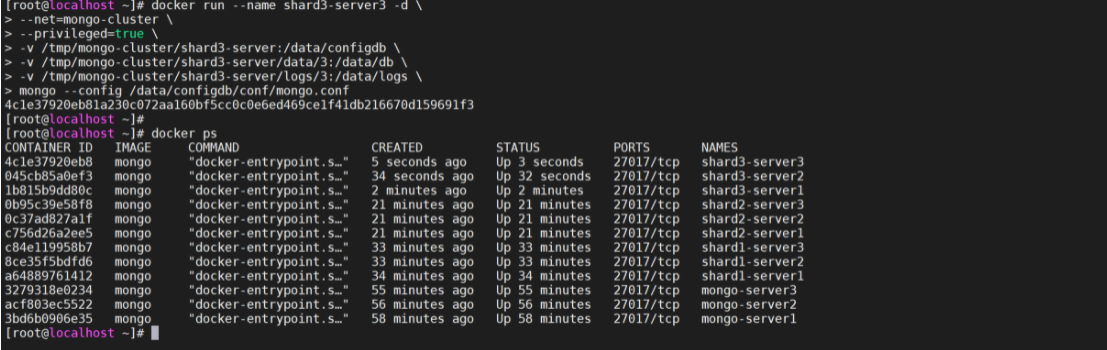 [root@localhost ~]# docker run --name shard3-server3 -d \
> --net=mongo-cluster \
> --privileged=true \
> -v /tmp/mongo-cluster/shard3-server:/data/configdb \
> -v /tmp/mongo-cluster/shard3-server/data/3:/data/db \
> -v /tmp/mongo-cluster/shard3-server/logs/3:/data/logs \
> mongo --config /data/configdb/conf/mongo.conf
4c1e37920eb81a230c072aa160bf5cc0c0e6ed469ce1f41db216670d159691f3
[root@localhost ~]#
[root@localhost ~]# docker ps
CONTAINER ID   IMAGE   COMMAND   CREATED   STATUS   PORTS   NAMES
4c1e37920eb8   mongo   "docker-entrypoint.s…"   5 seconds ago   Up 3 seconds   27017/tcp   shard3-server3
045cb85a0ef3   mongo   "docker-entrypoint.s…"   34 seconds ago   Up 32 seconds   27017/tcp   shard3-server2
1b815b9dd80c   mongo   "docker-entrypoint.s…"   2 minutes ago   Up 2 minutes   27017/tcp   shard3-server1
0b95c39e58f8   mongo   "docker-entrypoint.s…"   21 minutes ago   Up 21 minutes   27017/tcp   shard2-server3
0c37ad827a1f   mongo   "docker-entrypoint.s…"   21 minutes ago   Up 21 minutes   27017/tcp   shard2-server2
c756d26a2ee5   mongo   "docker-entrypoint.s…"   21 minutes ago   Up 21 minutes   27017/tcp   shard2-server1
c84e119958b7   mongo   "docker-entrypoint.s…"   33 minutes ago   Up 33 minutes   27017/tcp   shard1-server3
8ce35f5bdfd6   mongo   "docker-entrypoint.s…"   33 minutes ago   Up 33 minutes   27017/tcp   shard1-server2
a64889761412   mongo   "docker-entrypoint.s…"   34 minutes ago   Up 34 minutes   27017/tcp   shard1-server1
3279318e0234   mongo   "docker-entrypoint.s…"   55 minutes ago   Up 55 minutes   27017/tcp   mongo-server3
acf803ec5522   mongo   "docker-entrypoint.s…"   56 minutes ago   Up 56 minutes   27017/tcp   mongo-server2
3bd6b0906e35   mongo   "docker-entrypoint.s…"   58 minutes ago   Up 58 minutes   27017/tcp   mongo-server1
[root@localhost ~]#